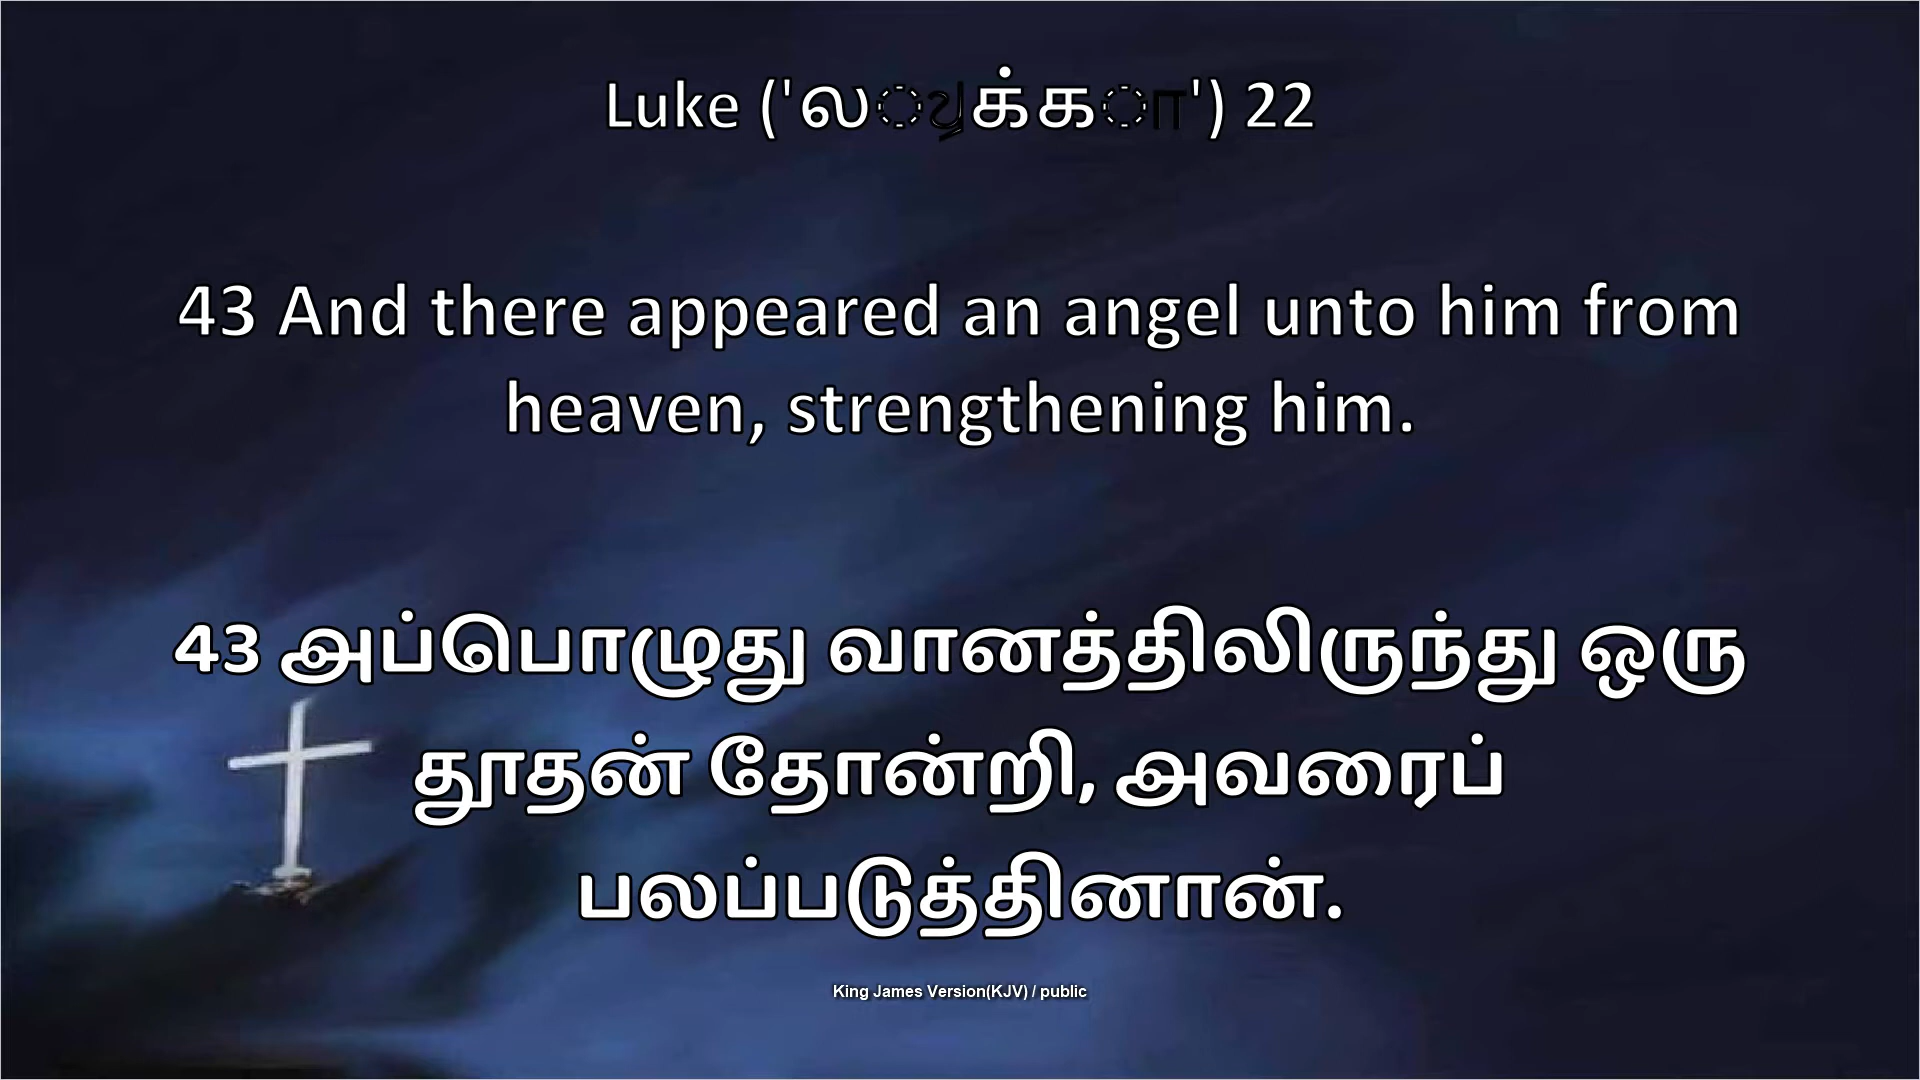 Luke ('லூக்கா') 22
43 And there appeared an angel unto him from
heaven, strengthening him.
43 அப்பொழுது வானத்திலிருந்து ஒரு
தூதன் தோன்றி, அவரைப்
பலப்படுத்தினான்.
King James Version(KJV) / public